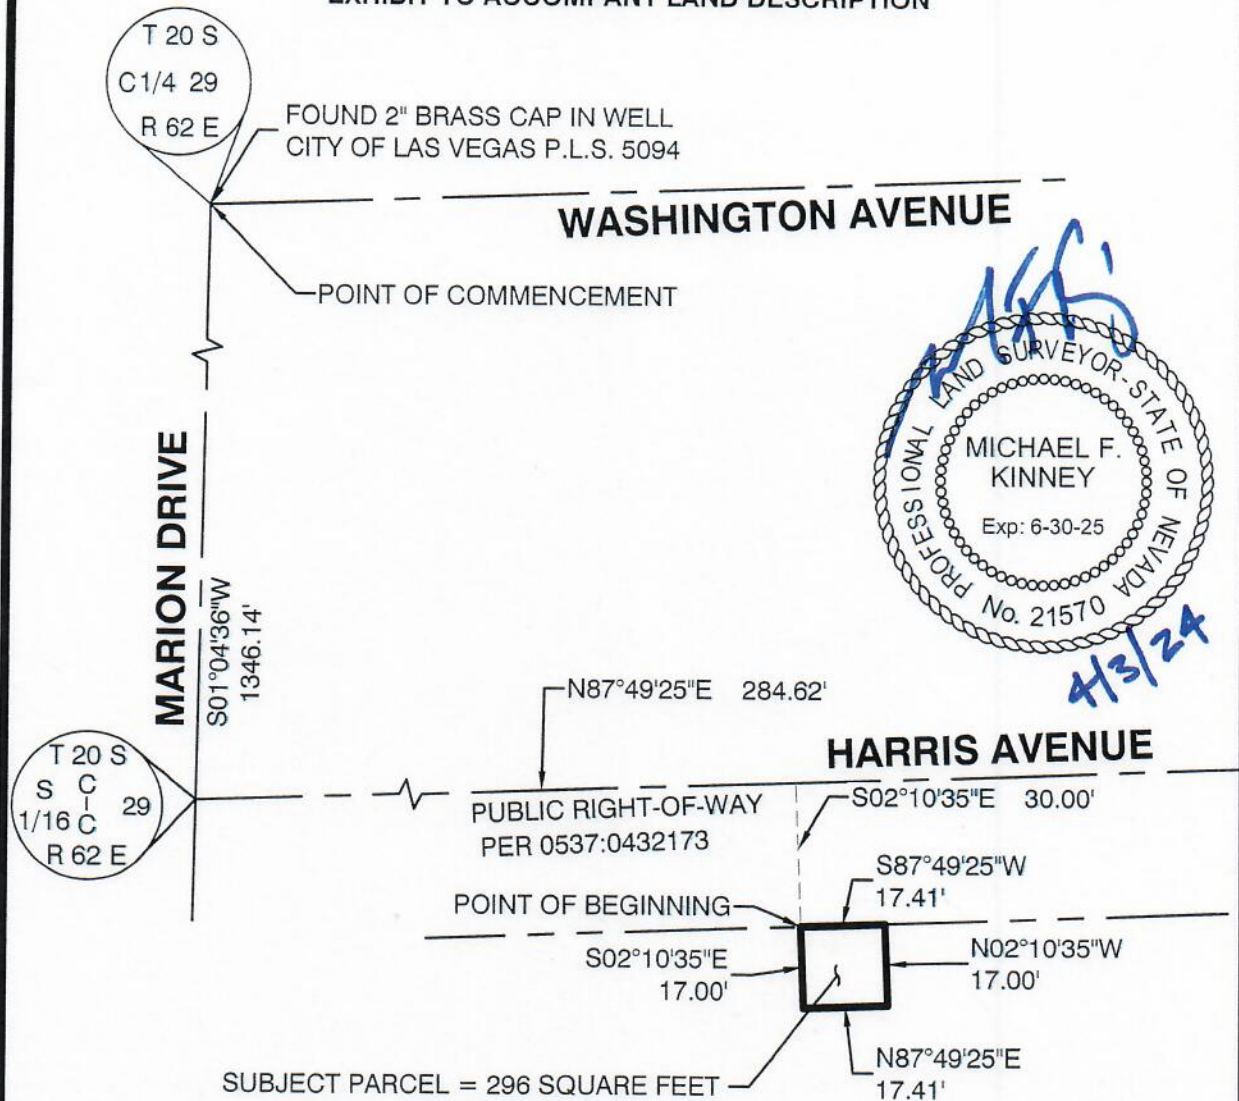 EXHIBIT TO ACCOMPANY LAND DESCRIPTION
T 20 S
C 1/4 29
R 62 E
FOUND 2" BRASS CAP IN WELL
CITY OF LAS VEGAS P.L.S. 5094
WASHINGTON AVENUE
POINT OF COMMENCEMENT
PROFESSIONAL LAND SURVEYOR - STATE OF NEVADA
MICHAEL F.
KINNEY
Exp: 6-30-25
No. 21570
4/3/24
MARION DRIVE
S01°04'36"W
1346.14'
N87°49'25"E 284.62'
HARRIS AVENUE
T 20 S
S C-C 29
1/16
R 62 E
PUBLIC RIGHT-OF-WAY
PER 0537:0432173
S02°10'35"E 30.00'
S87°49'25"W
17.41'
POINT OF BEGINNING
S02°10'35"E
17.00'
N02°10'35"W
17.00'
N87°49'25"E
17.41'
SUBJECT PARCEL = 296 SQUARE FEET